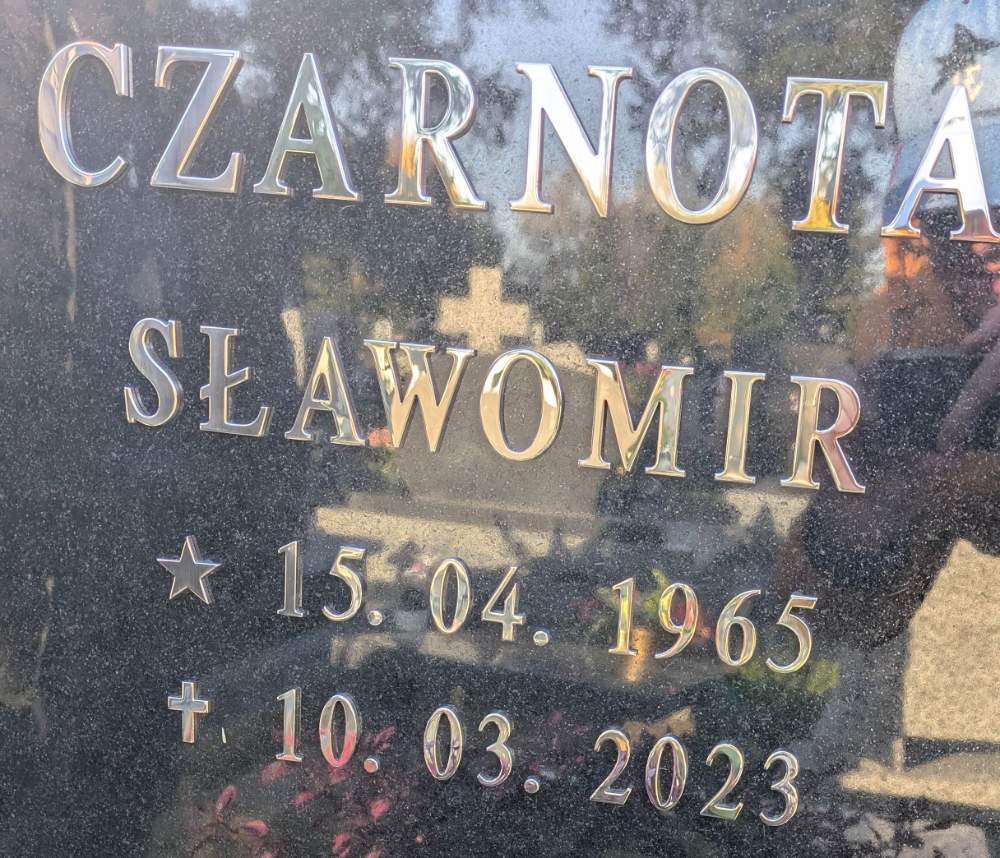 CZARNOTA
SŁAWOMIR
★ 15. 04. 1965
✝ 10. 03. 2023